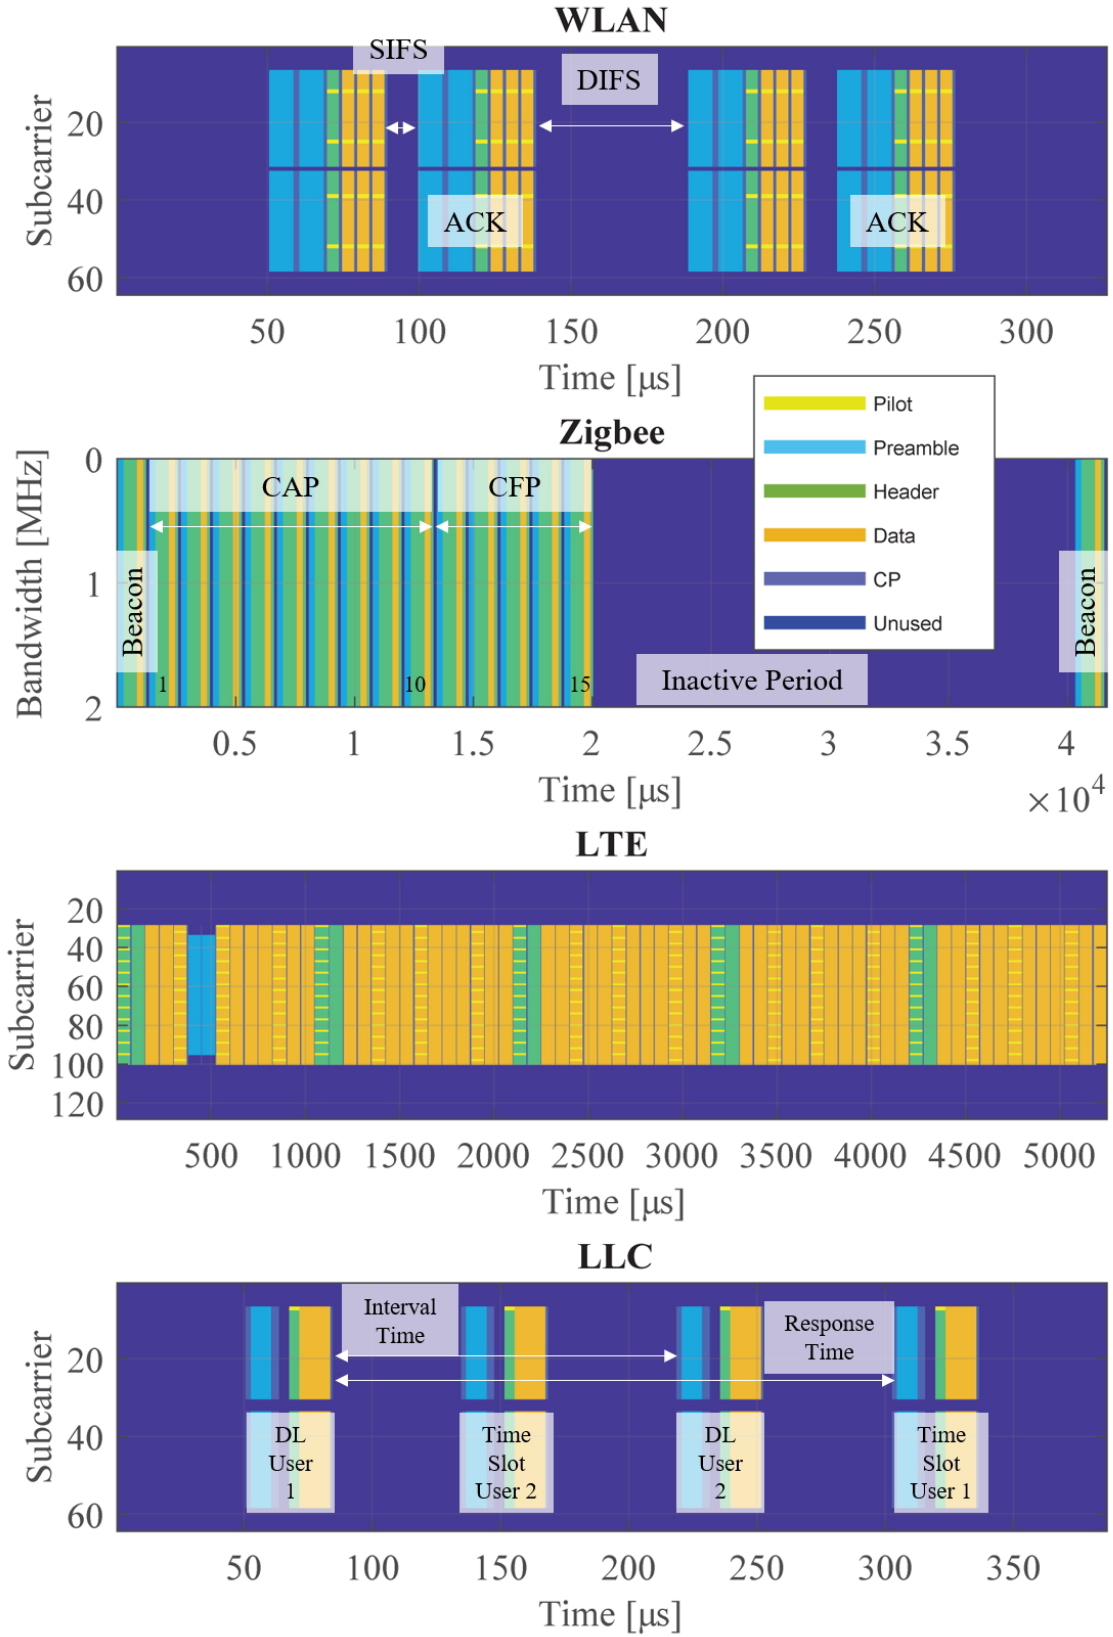 WLAN
SIFS
DIFS
ACK
ACK
Subcarrier
20
40
60
50
100
150
200
250
300
Time [μs]
Pilot
Preamble
Header
Data
CP
Unused
Zigbee
Bandwidth [MHz]
0
1
2
CAP
CFP
Beacon
1
10
15
Inactive Period
Beacon
0.5
1
1.5
2
2.5
3
3.5
4
Time [μs]
×10⁴
LTE
Subcarrier
20
40
60
80
100
120
500
1000
1500
2000
2500
3000
3500
4000
4500
5000
Time [μs]
LLC
Subcarrier
20
40
60
Interval
Time
Response
Time
DL
User
1
Time
Slot
User 2
DL
User
2
Time
Slot
User 1
50
100
150
200
250
300
350
Time [μs]